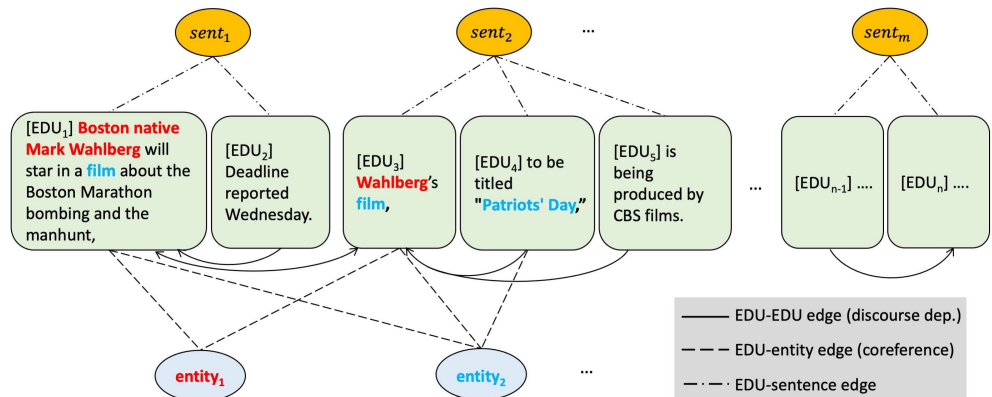 sent₁
sent₂
...
sentₘ
[EDU₁] Boston native
Mark Wahlberg will
star in a film about the
Boston Marathon
bombing and the
manhunt,
[EDU₂]
Deadline
reported
Wednesday.
[EDU₃]
Wahlberg's
film,
[EDU₄] to be
titled
"Patriots' Day,”
[EDU₅] is
being
produced by
CBS films.
...
[EDUₙ₋₁] ....
[EDUₙ] ....
entity₁
entity₂
...
EDU-EDU edge (discourse dep.)
EDU-entity edge (coreference)
EDU-sentence edge